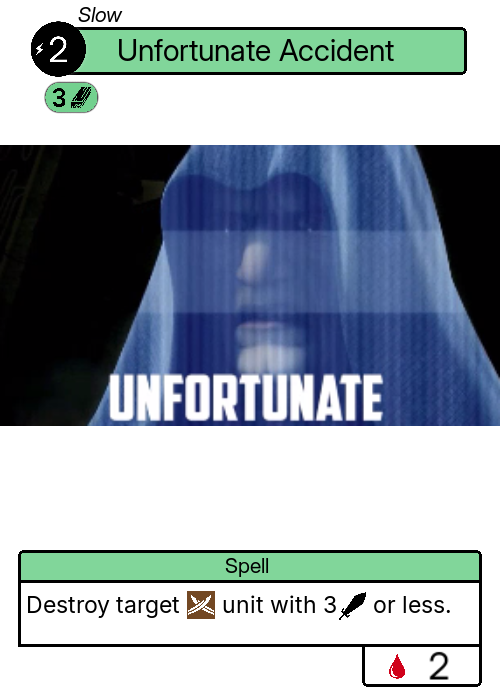 Slow
2
Unfortunate Accident
3
UNFORTUNATE
Spell
Destroy target unit with 3 or less.
2